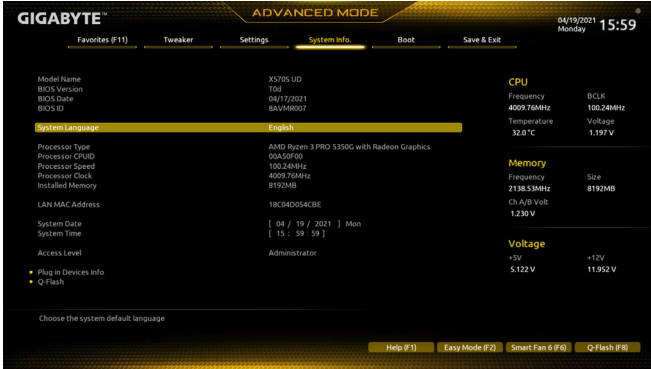 GIGABYTE™
ADVANCED MODE
04/19/2021
Monday
15:59
Favorites (F11) Tweaker Settings System Info. Boot Save & Exit
Model Name X570S UD
BIOS Version T0d
BIOS Date 04/17/2021
BIOS ID 8AVMR007
System Language English
Processor Type AMD Ryzen 3 PRO 5350G with Radeon Graphics
Processor CPUID 00A50F00
Processor Speed 100.24MHz
Processor Clock 4009.76MHz
Installed Memory 8192MB
LAN MAC Address 18C04D054CBE
System Date [ 04 / 19 / 2021 ] Mon
System Time [ 15 : 59 : 59 ]
Access Level Administrator
Plug in Devices Info
Q-Flash
CPU
Frequency BCLK
4009.76MHz 100.24MHz
Temperature Voltage
32.0 °C 1.197 V
Memory
Frequency Size
2138.53MHz 8192MB
Ch A/B Volt
1.230 V
Voltage
+5V +12V
5.122 V 11.952 V
Choose the system default language
Help (F1) Easy Mode (F2) Smart Fan 6 (F6) Q-Flash (F8)